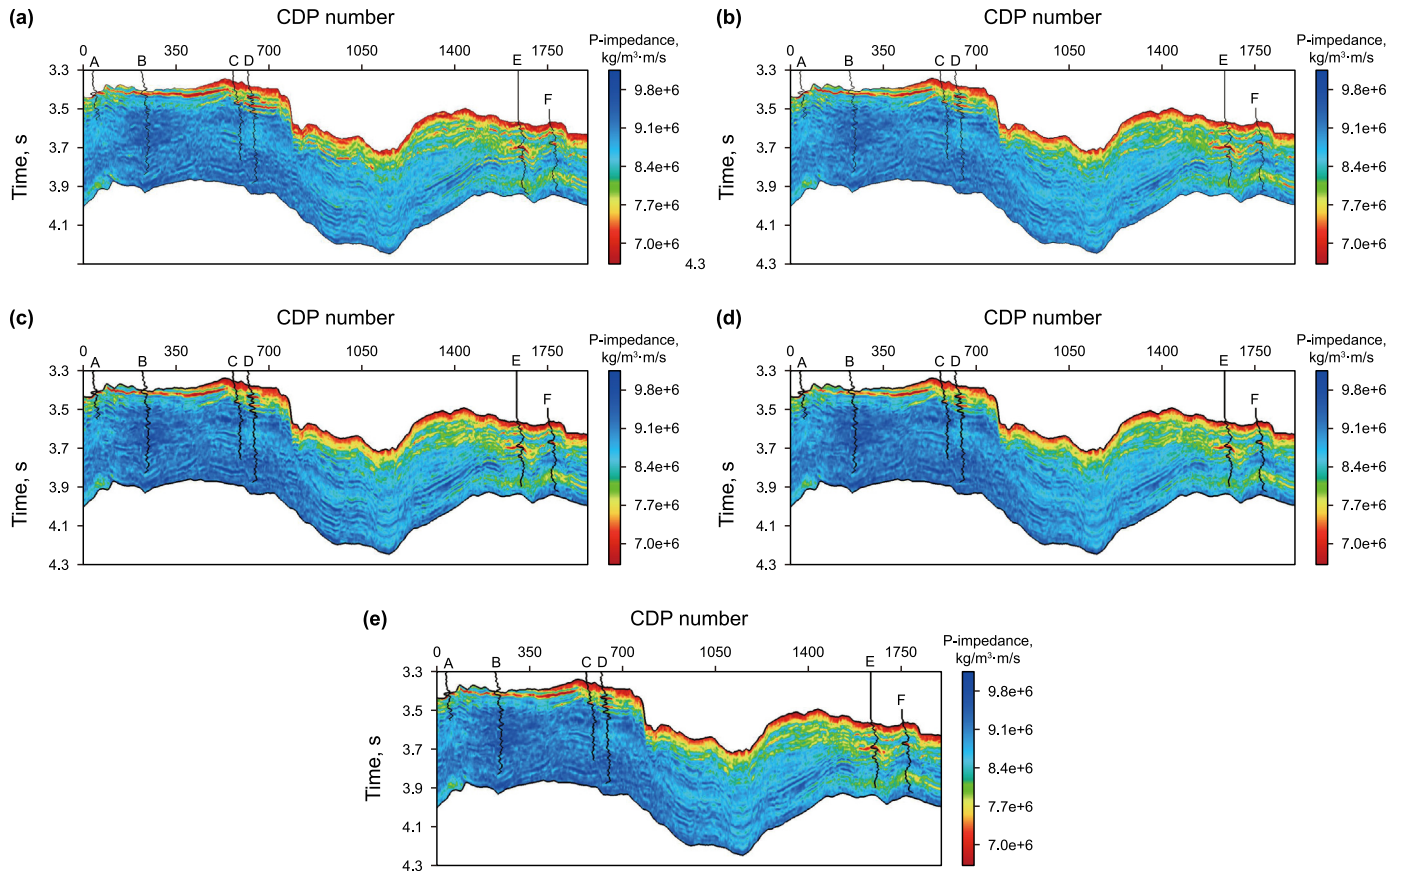 (a)
CDP number
0 350 700 1050 1400 1750
P-impedance,
kg/m³·m/s
A B C D E F
3.3
3.5
3.7
3.9
4.1
Time, s
9.8e+6
9.1e+6
8.4e+6
7.7e+6
7.0e+6
(b)
CDP number
0 350 700 1050 1400 1750
P-impedance,
kg/m³·m/s
A B C D E F
3.3
3.5
3.7
3.9
4.1
4.3
4.3
Time, s
9.8e+6
9.1e+6
8.4e+6
7.7e+6
7.0e+6
(c)
CDP number
0 350 700 1050 1400 1750
P-impedance,
kg/m³·m/s
A B C D E F
3.3
3.5
3.7
3.9
4.1
4.3
Time, s
9.8e+6
9.1e+6
8.4e+6
7.7e+6
7.0e+6
(d)
CDP number
0 350 700 1050 1400 1750
P-impedance,
kg/m³·m/s
A B C D E F
3.3
3.5
3.7
3.9
4.1
4.3
Time, s
9.8e+6
9.1e+6
8.4e+6
7.7e+6
7.0e+6
(e)
CDP number
0 350 700 1050 1400 1750
P-impedance,
kg/m³·m/s
A B C D E F
3.3
3.5
3.7
3.9
4.1
4.3
Time, s
9.8e+6
9.1e+6
8.4e+6
7.7e+6
7.0e+6